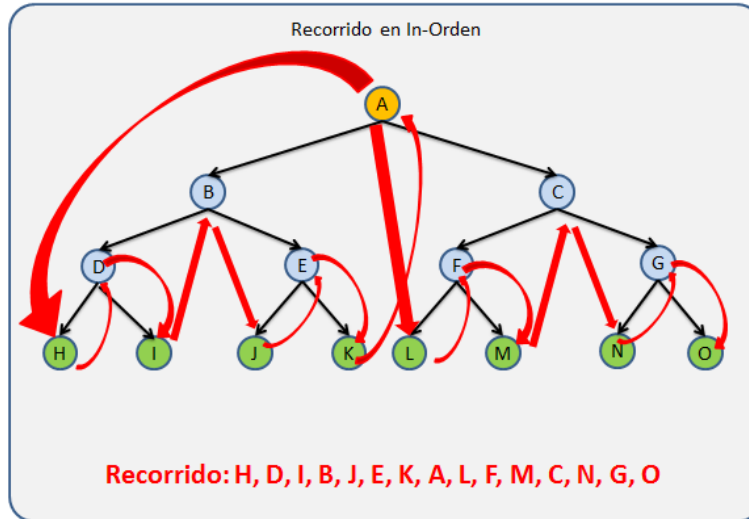 Recorrido en In-Orden
A
B C
D E F G
H I J K L M N O
Recorrido: H, D, I, B, J, E, K, A, L, F, M, C, N, G, O